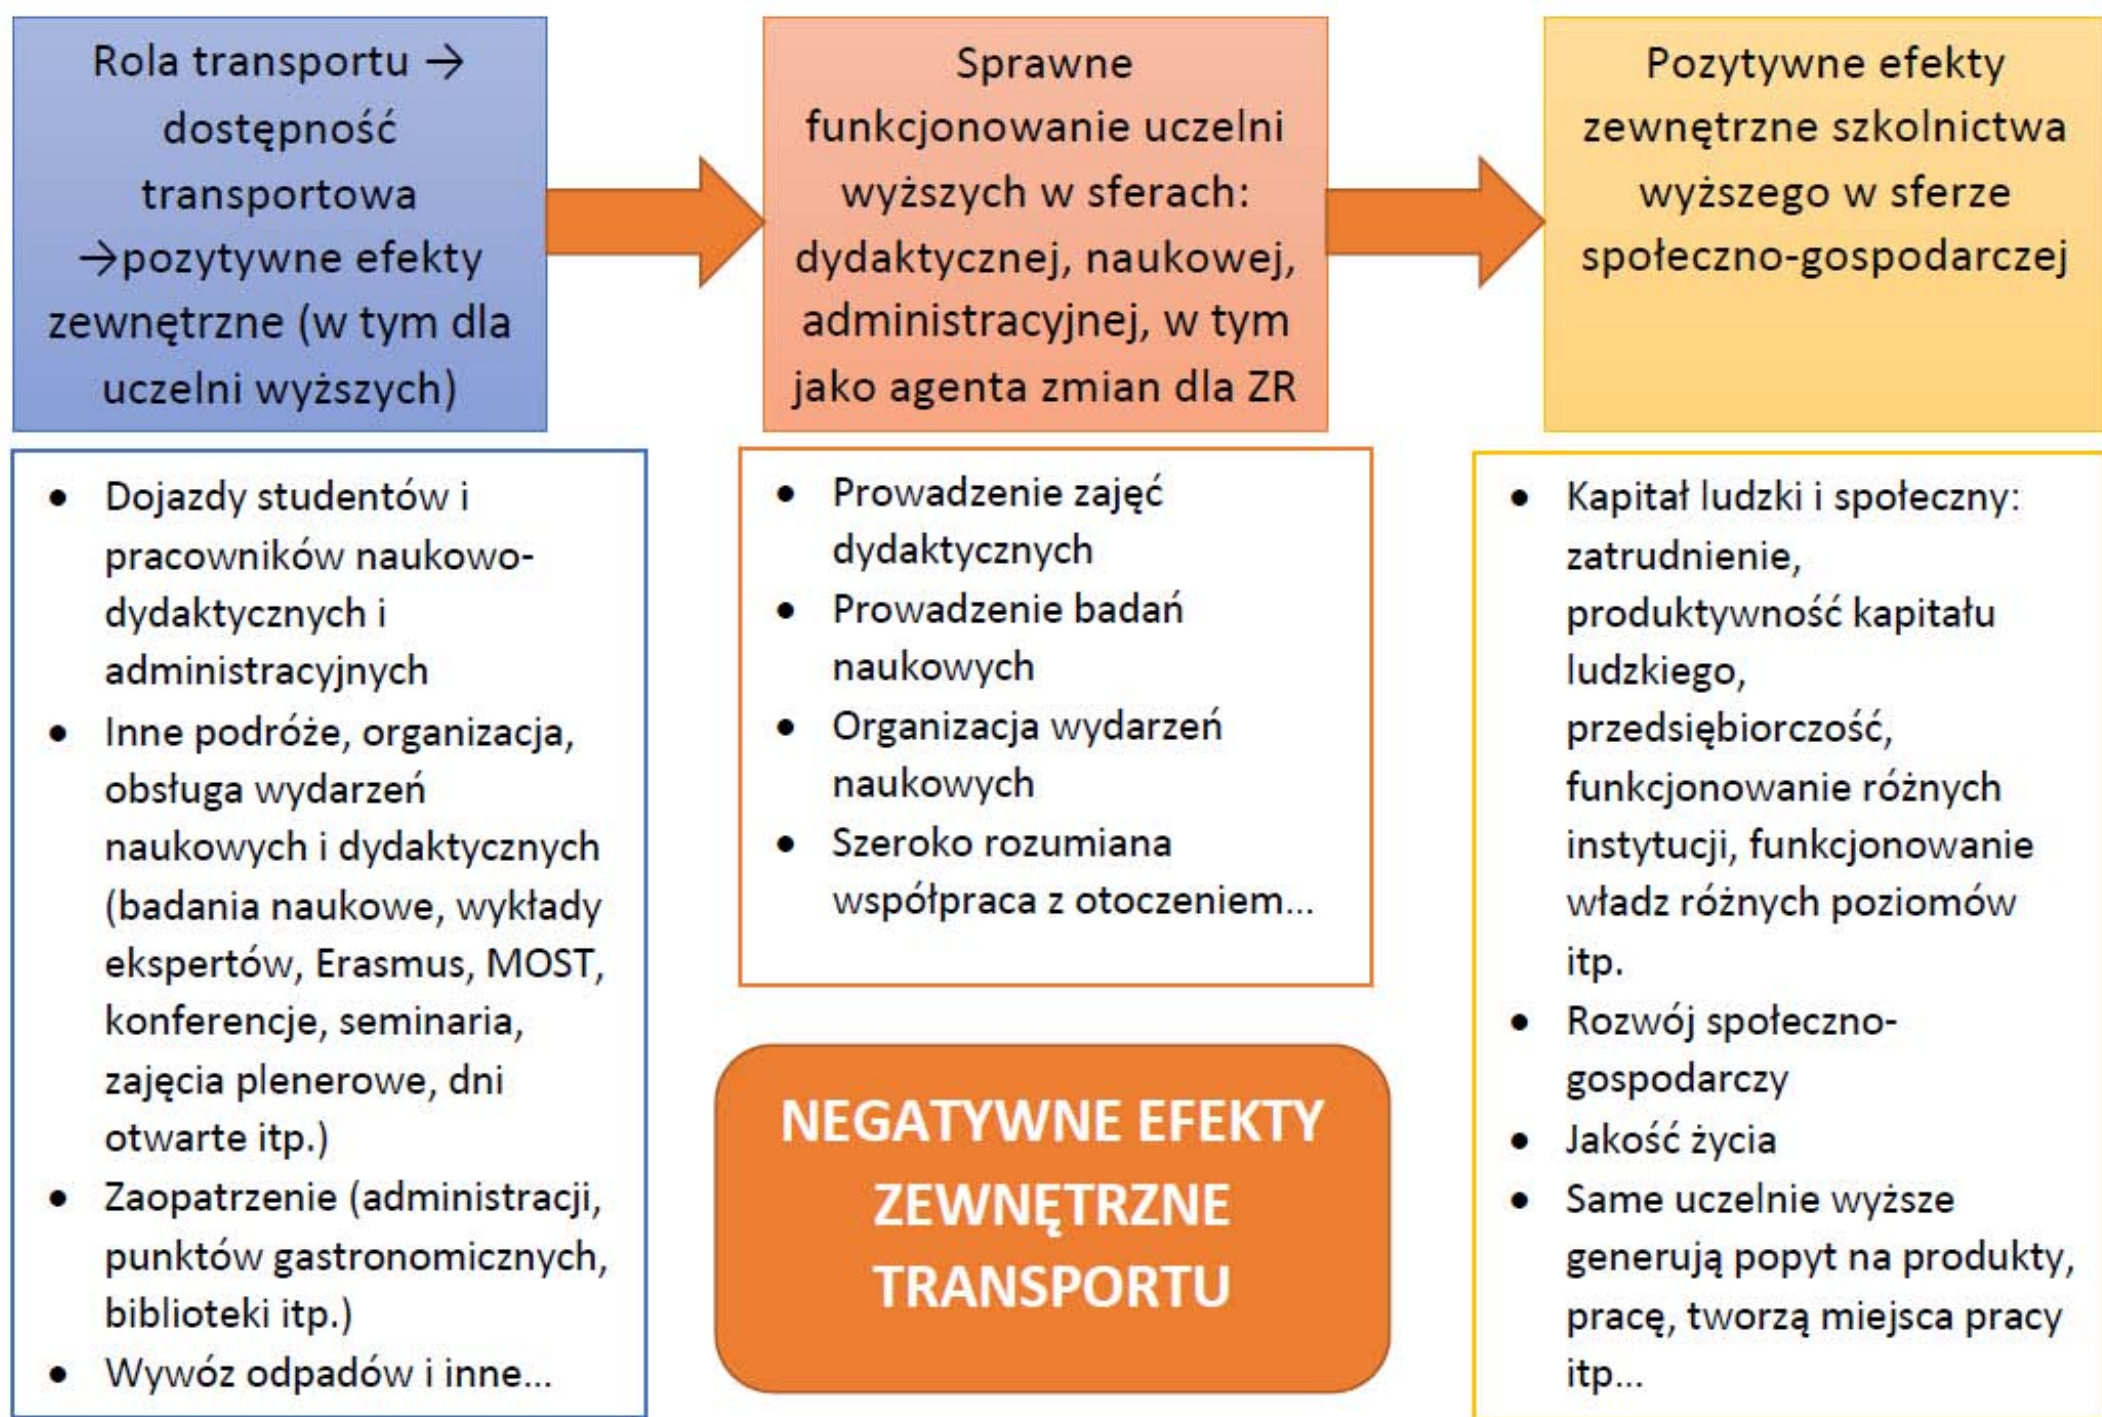 Rola transportu →
dostępność
transportowa
→pozytywne efekty
zewnętrzne (w tym dla
uczelni wyższych)
Sprawne
funkcjonowanie uczelni
wyższych w sferach:
dydaktycznej, naukowej,
administracyjnej, w tym
jako agenta zmian dla ZR
Pozytywne efekty
zewnętrzne szkolnictwa
wyższego w sferze
społeczno-gospodarczej
● Dojazdy studentów i
pracowników naukowo-
dydaktycznych i
administracyjnych
● Inne podróże, organizacja,
obsługa wydarzeń
naukowych i dydaktycznych
(badania naukowe, wykłady
ekspertów, Erasmus, MOST,
konferencje, seminaria,
zajęcia plenerowe, dni
otwarte itp.)
● Zaopatrzenie (administracji,
punktów gastronomicznych,
biblioteki itp.)
● Wywóz odpadów i inne...
● Prowadzenie zajęć
dydaktycznych
● Prowadzenie badań
naukowych
● Organizacja wydarzeń
naukowych
● Szeroko rozumiana
współpraca z otoczeniem...
NEGATYWNE EFEKTY
ZEWNĘTRZNE
TRANSPORTU
● Kapitał ludzki i społeczny:
zatrudnienie,
produktywność kapitału
ludzkiego,
przedsiębiorczość,
funkcjonowanie różnych
instytucji, funkcjonowanie
władz różnych poziomów
itp.
● Rozwój społeczno-
gospodarczy
● Jakość życia
● Same uczelnie wyższe
generują popyt na produkty,
pracę, tworzą miejsca pracy
itp...